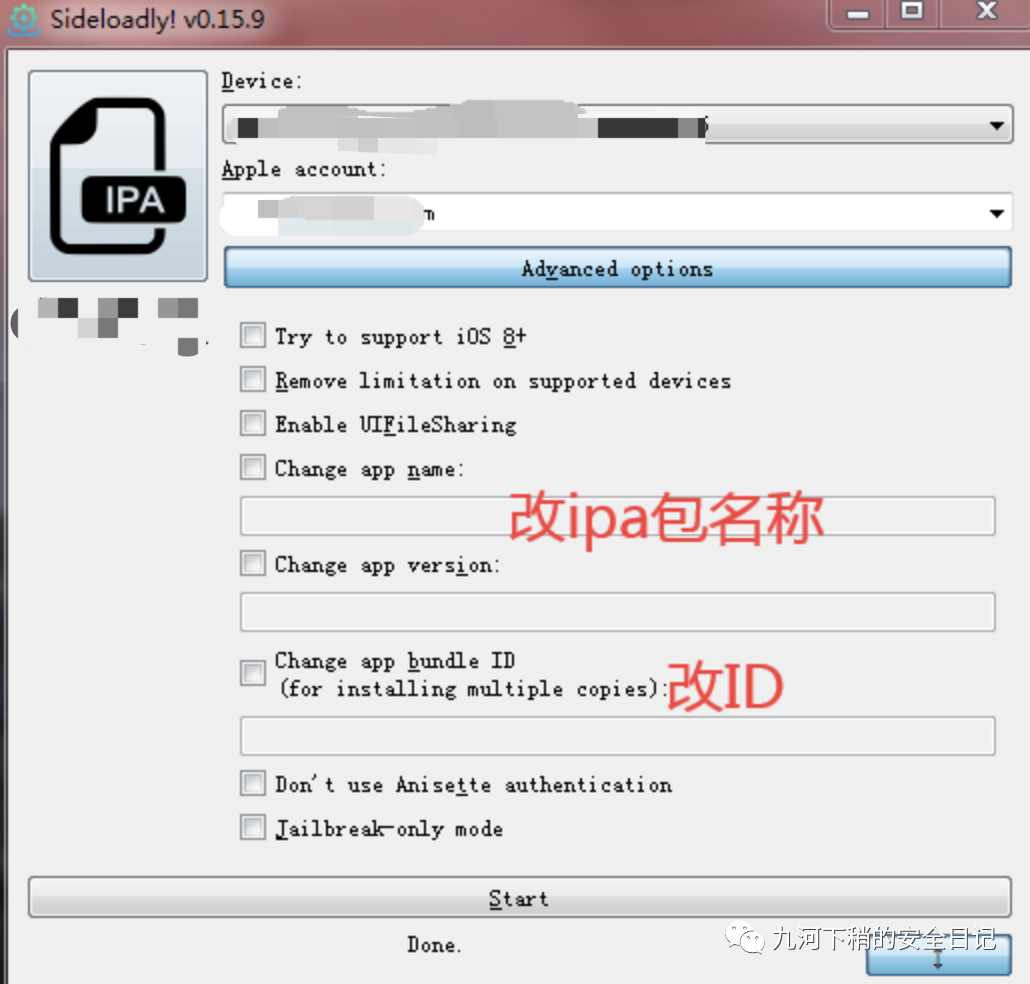 Sideloadly! v0.15.9
Device:
IPA
Apple account:
Advanced options
Try to support iOS 8+
Remove limitation on supported devices
Enable UIFileSharing
Change app name:
改ipa包名称
Change app version:
Change app bundle ID
(for installing multiple copies):改ID
Don't use Anisette authentication
Jailbreak-only mode
Start
Done.
九河下稍的安全日记